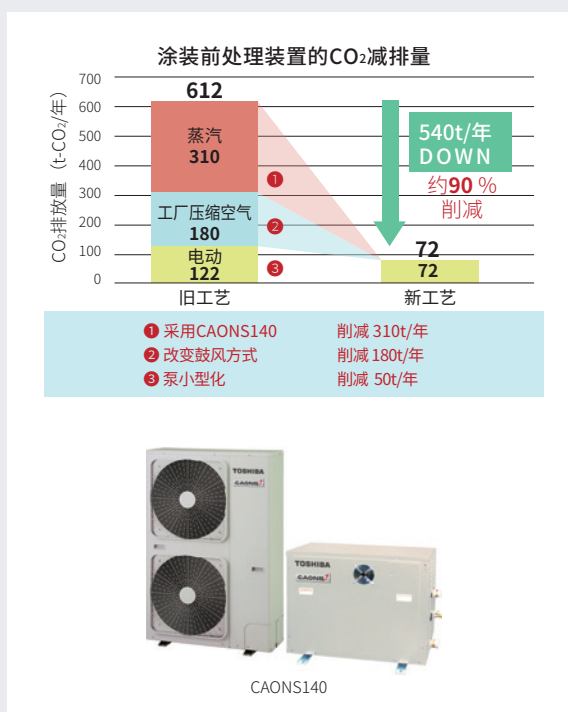 涂装前处理装置的CO₂减排量
CO₂排放量（t-CO₂/年）
700
600
500
400
300
200
100
0
612
蒸汽
310
工厂压缩空气
180
电动
122
旧工艺
❶
❷
❸
540t/年
DOWN
约90 %
削减
72
72
新工艺
❶ 采用CAONS140 削减 310t/年
❷ 改变鼓风方式 削减180t/年
❸ 泵小型化 削减 50t/年
TOSHIBA
CAONS
TOSHIBA
CAONS
CAONS140